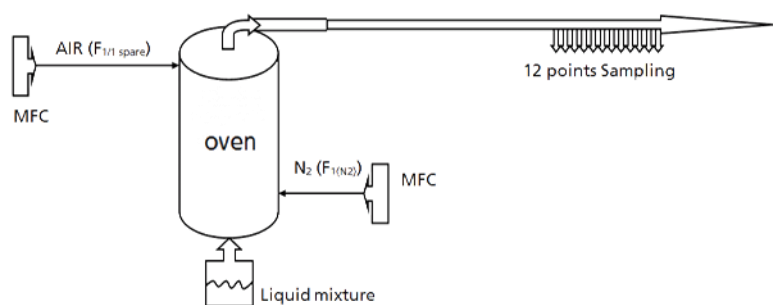 AIR (F1/1 spare)
12 points Sampling
MFC
oven
N2 (F1(N2))
MFC
Liquid mixture